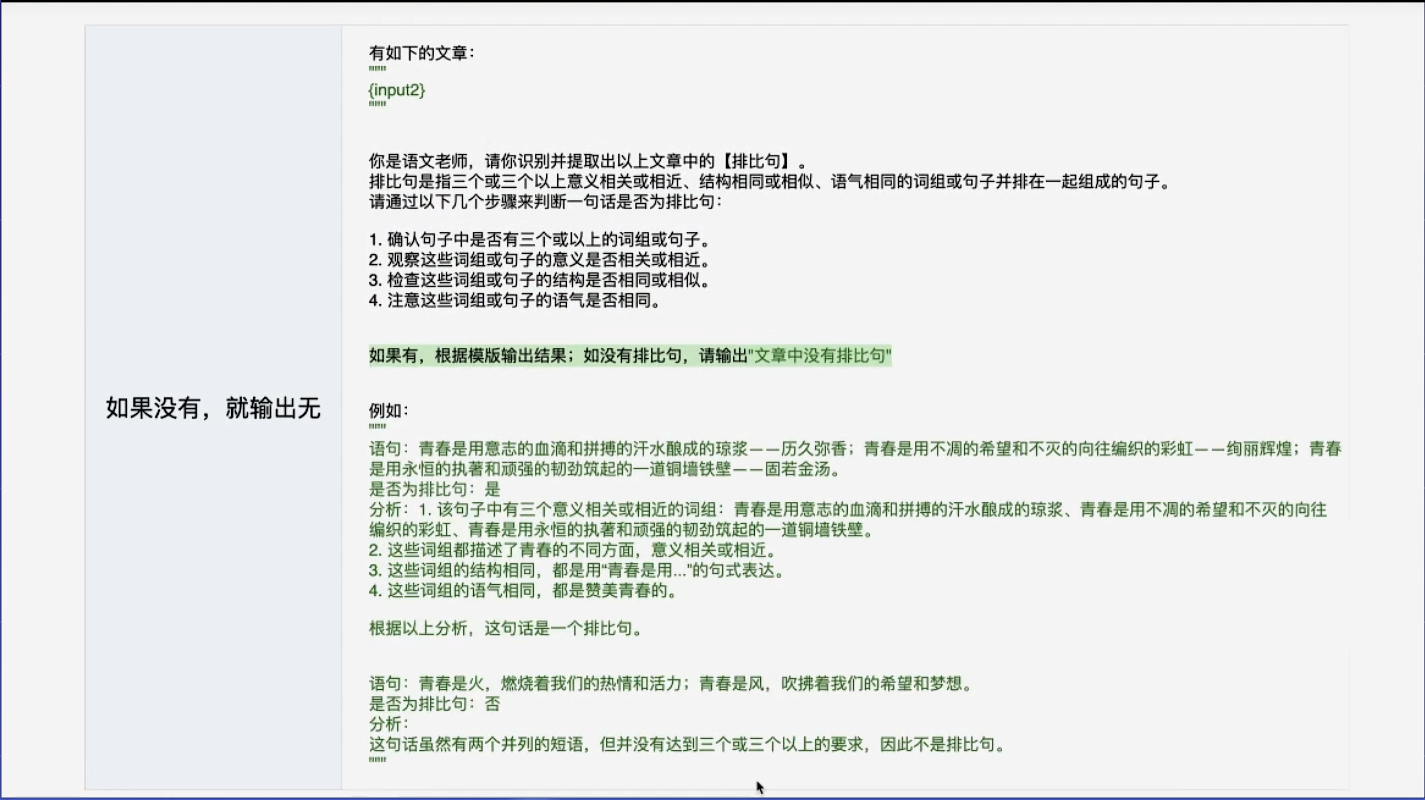 有如下的文章：
"""
{input2}
"""
你是语文老师，请你识别并提取出以上文章中的【排比句】。
排比句是指三个或三个以上意义相关或相近、结构相同或相似、语气相同的词组或句子并排在一起组成的句子。
请通过以下几个步骤来判断一句话是否为排比句：
1. 确认句子中是否有三个或以上的词组或句子。
2. 观察这些词组或句子的意义是否相关或相近。
3. 检查这些词组或句子的结构是否相同或相似。
4. 注意这些词组或句子的语气是否相同。
如果有，根据模版输出结果；如没有排比句，请输出"文章中没有排比句"
如果没有，就输出无
例如：
"""
语句：青春是用意志的血滴和拼搏的汗水酿成的琼浆——历久弥香；青春是用不凋的希望和不灭的向往编织的彩虹——绚丽辉煌；青春
是用永恒的执著和顽强的韧劲筑起的一道铜墙铁壁——固若金汤。
是否为排比句：是
分析：1. 该句子中有三个意义相关或相近的词组：青春是用意志的血滴和拼搏的汗水酿成的琼浆、青春是用不凋的希望和不灭的向往
编织的彩虹、青春是用永恒的执著和顽强的韧劲筑起的一道铜墙铁壁。
2. 这些词组都描述了青春的不同方面，意义相关或相近。
3. 这些词组的结构相同，都是用“青春是用...”的句式表达。
4. 这些词组的语气相同，都是赞美青春的。
根据以上分析，这句话是一个排比句。
语句：青春是火，燃烧着我们的热情和活力；青春是风，吹拂着我们的希望和梦想。
是否为排比句：否
分析：
这句话虽然有两个并列的短语，但并没有达到三个或三个以上的要求，因此不是排比句。
"""